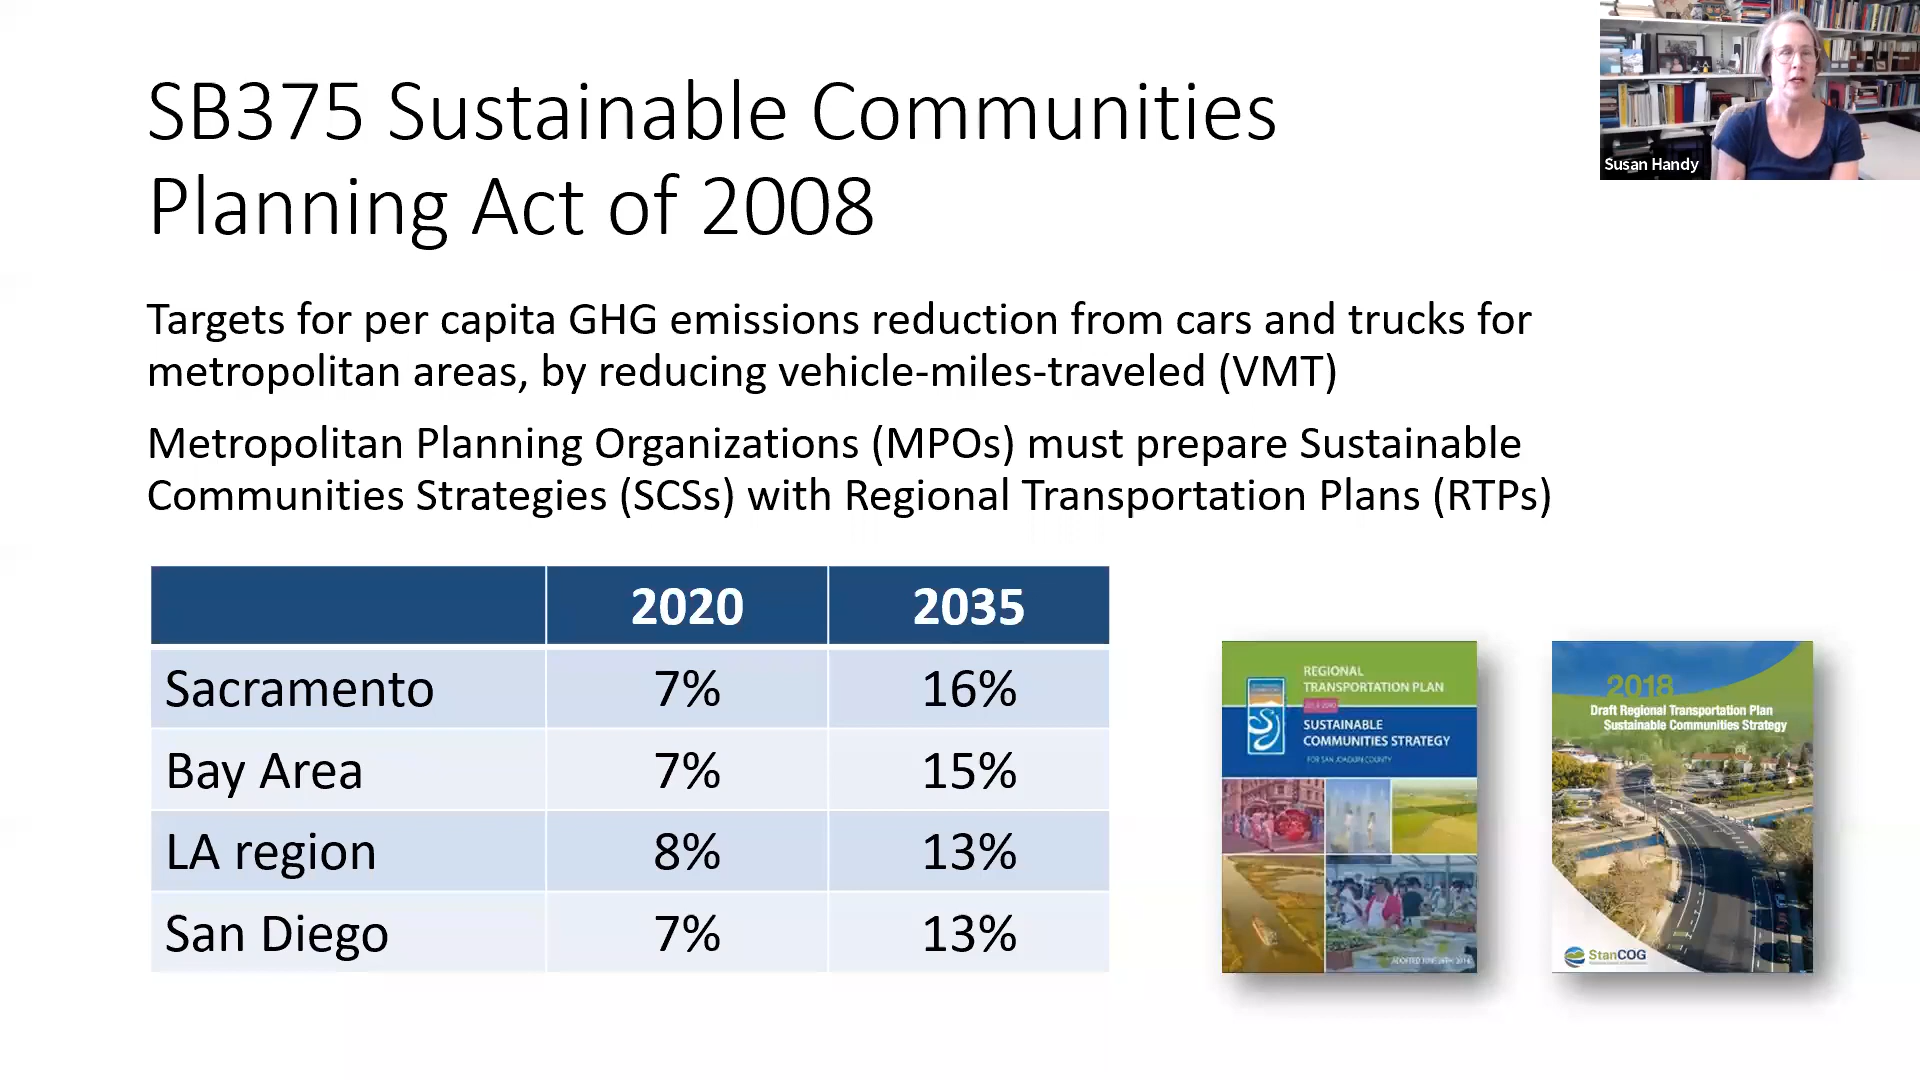 SB375 Sustainable Communities
Planning Act of 2008
Susan Handy
Targets for per capita GHG emissions reduction from cars and trucks for
metropolitan areas, by reducing vehicle-miles-traveled (VMT)
Metropolitan Planning Organizations (MPOs) must prepare Sustainable
Communities Strategies (SCSs) with Regional Transportation Plans (RTPs)
2020 2035
Sacramento 7% 16%
Bay Area 7% 15%
LA region 8% 13%
San Diego 7% 13%
REGIONAL
TRANSPORTATION PLAN
SUSTAINABLE
COMMUNITIES STRATEGY
FOR SAN JOAQUIN COUNTY
2018
Draft Regional Transportation Plan
Sustainable Communities Strategy
StanCOG